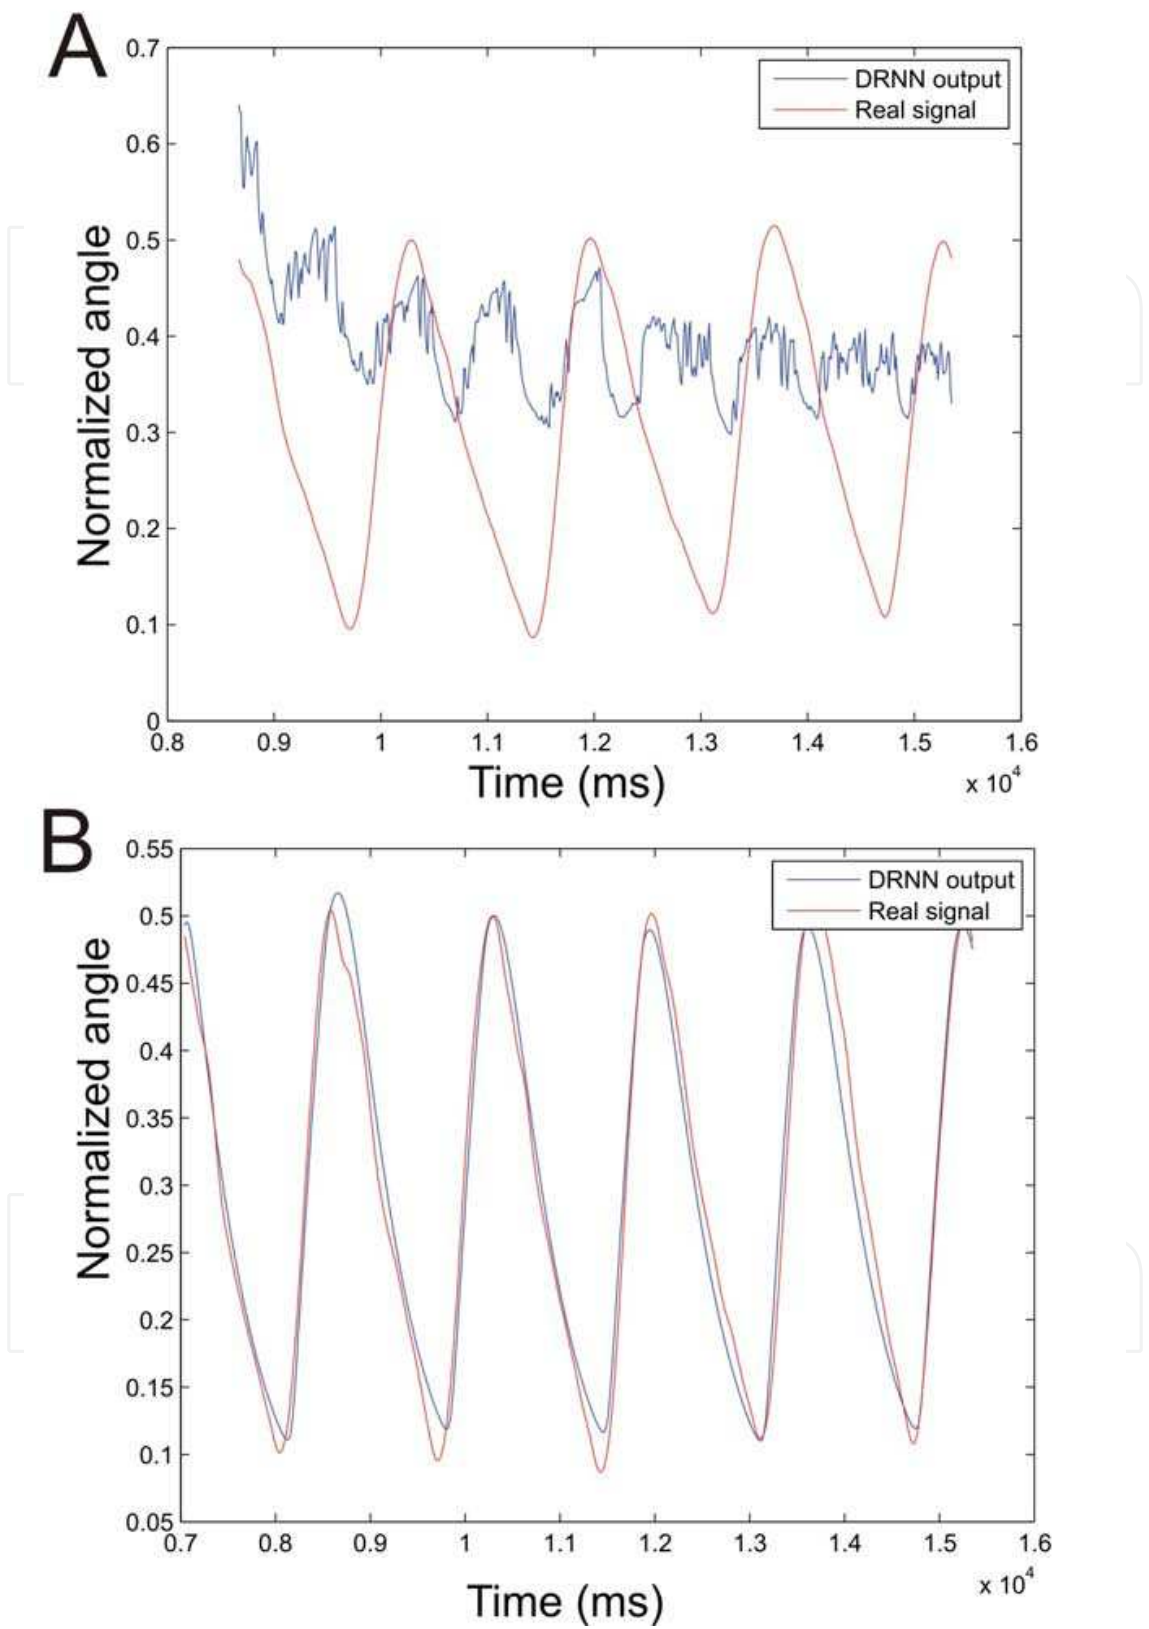 A
0.7
0.6
0.5
0.4
0.3
0.2
0.1
0
Normalized angle
DRNN output
Real signal
0.8 0.9 1 1.1 1.2 1.3 1.4 1.5 1.6
Time (ms)
x 10⁴
B
0.55
0.5
0.45
0.4
0.35
0.3
0.25
0.2
0.15
0.1
0.05
Normalized angle
DRNN output
Real signal
0.7 0.8 0.9 1 1.1 1.2 1.3 1.4 1.5 1.6
Time (ms)
x 10⁴